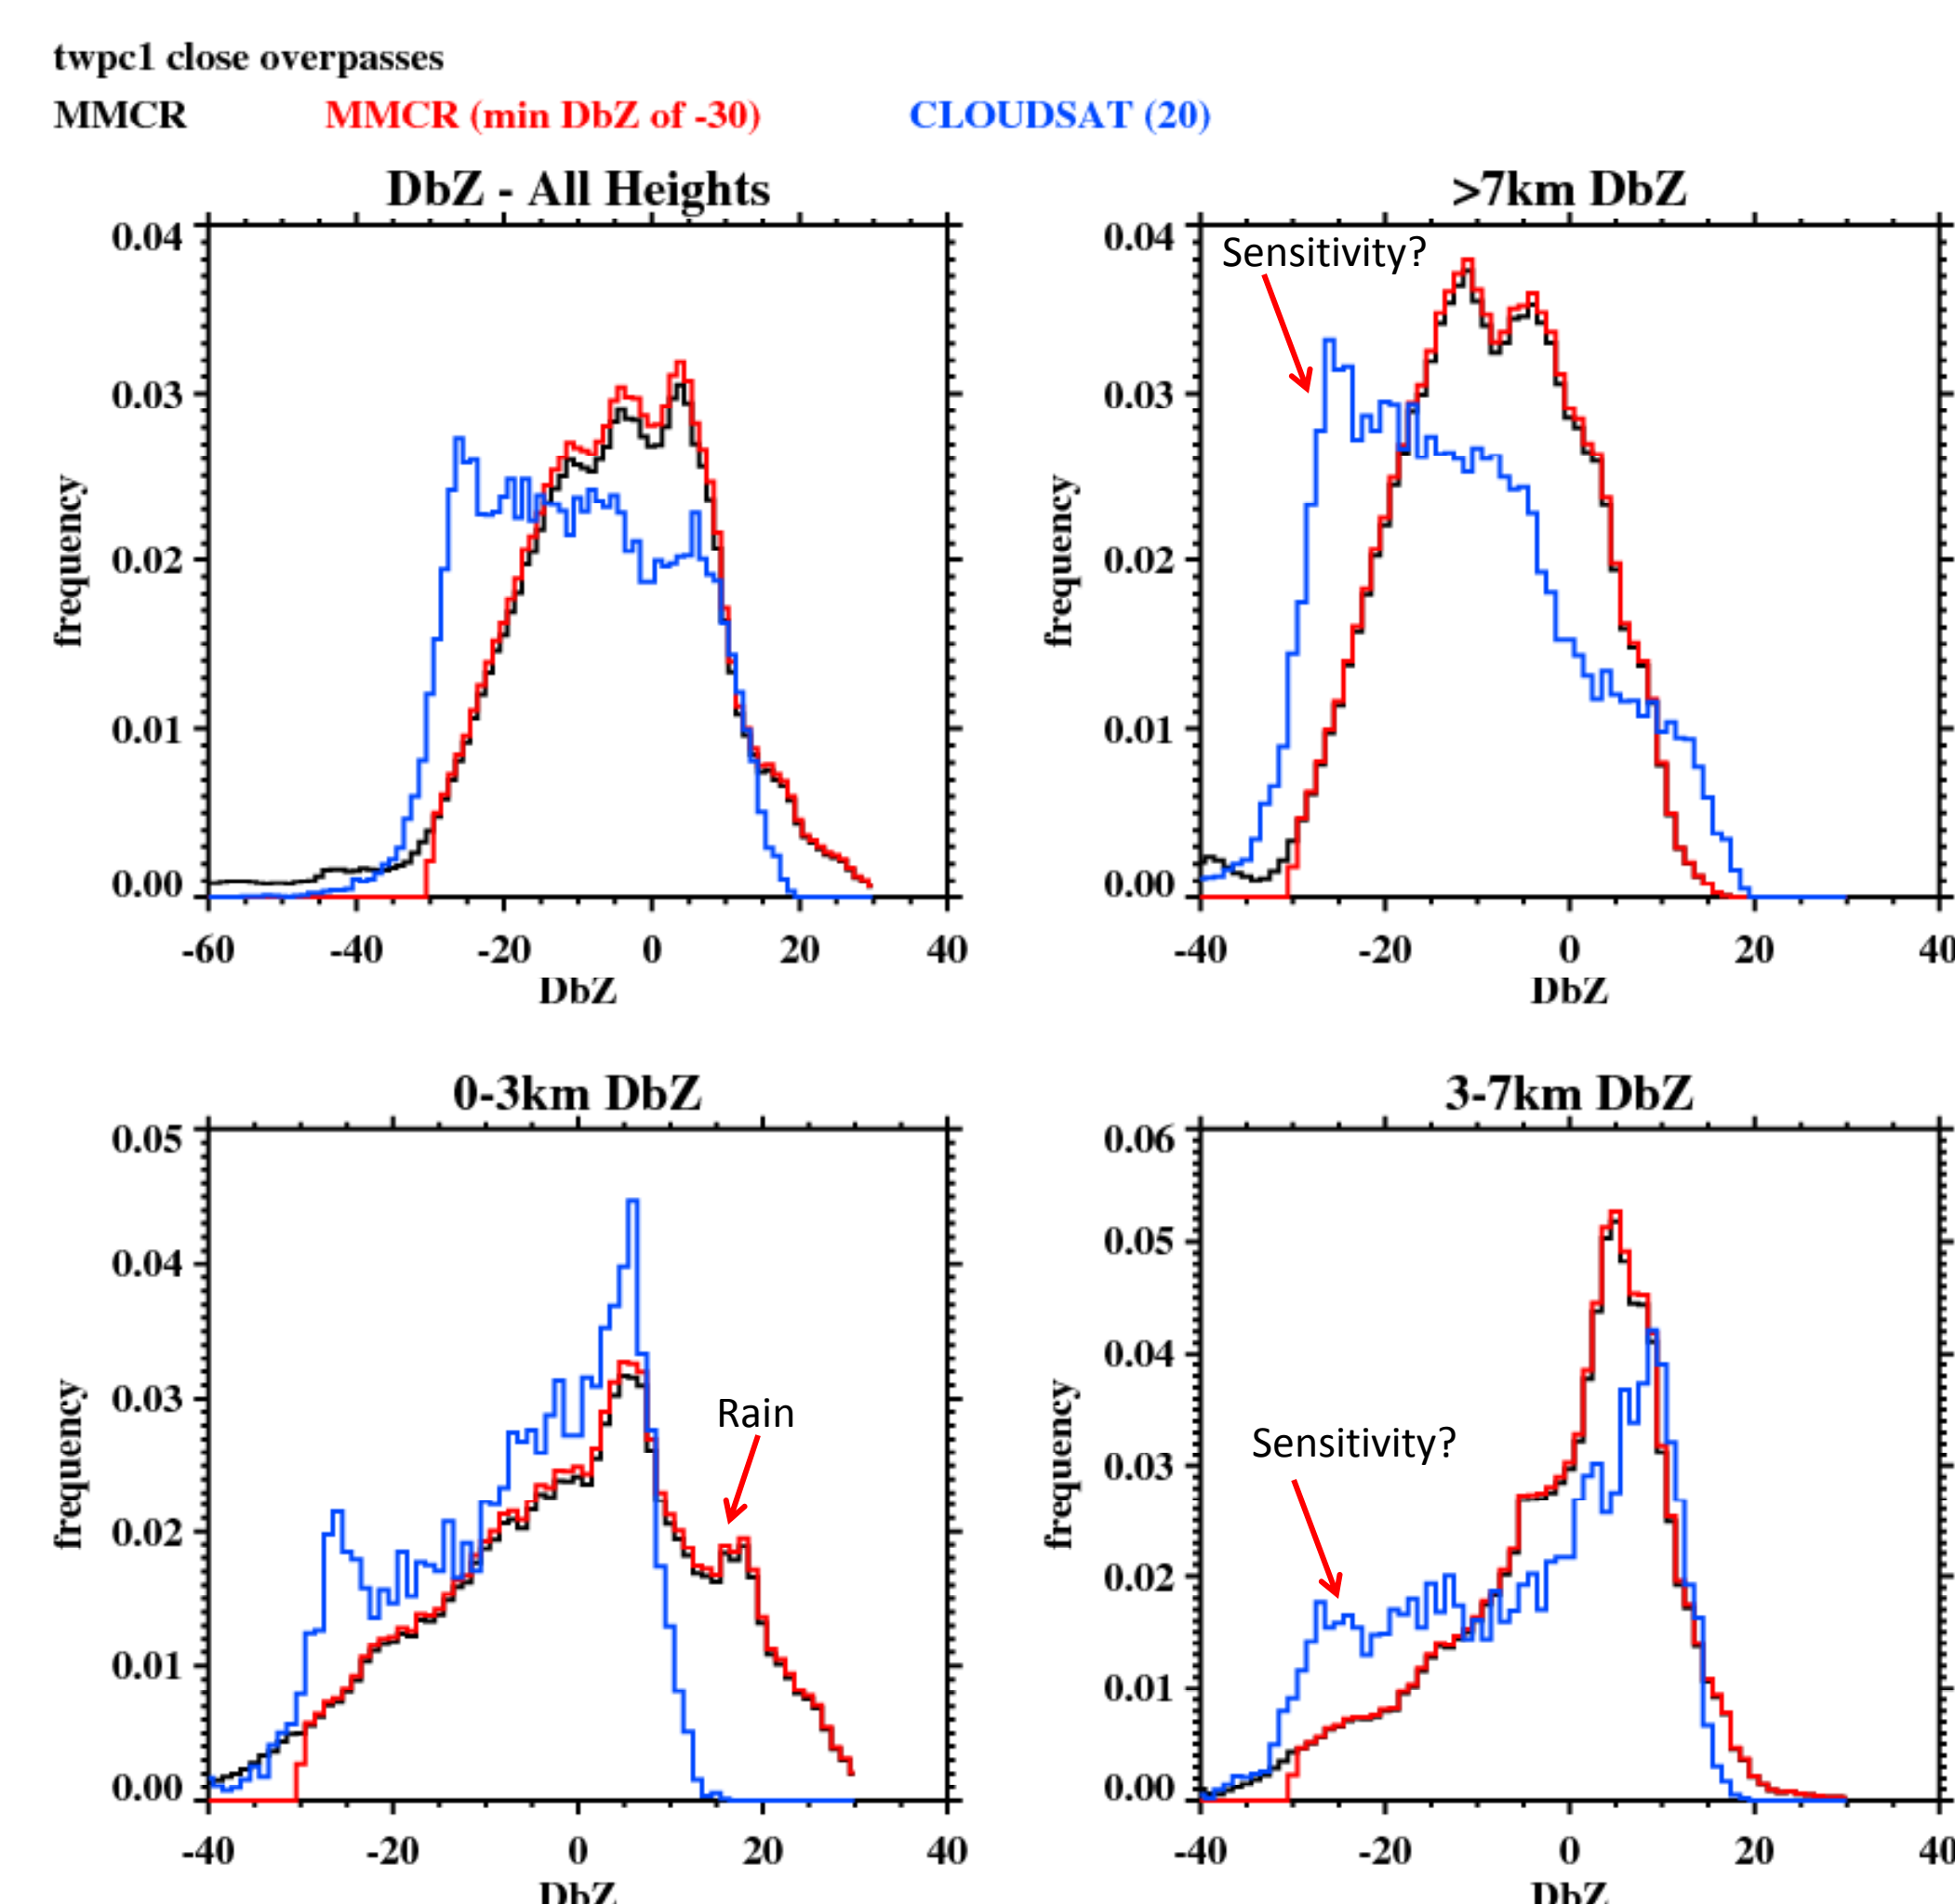 twpc1 close overpasses
MMCR MMCR (min DbZ of -30) CLOUDSAT (20)
DbZ - All Heights
0.04
0.03
0.02
0.01
0.00
frequency
-60 -40 -20 0 20 40
DbZ
>7km DbZ
Sensitivity?
0.04
0.03
0.02
0.01
0.00
frequency
-40 -20 0 20 40
DbZ
0-3km DbZ
0.05
0.04
0.03
0.02
0.01
0.00
frequency
Rain
-40 -20 0 20 40
DbZ
3-7km DbZ
0.06
0.05
0.04
0.03
0.02
0.01
0.00
frequency
Sensitivity?
-40 -20 0 20 40
DbZ